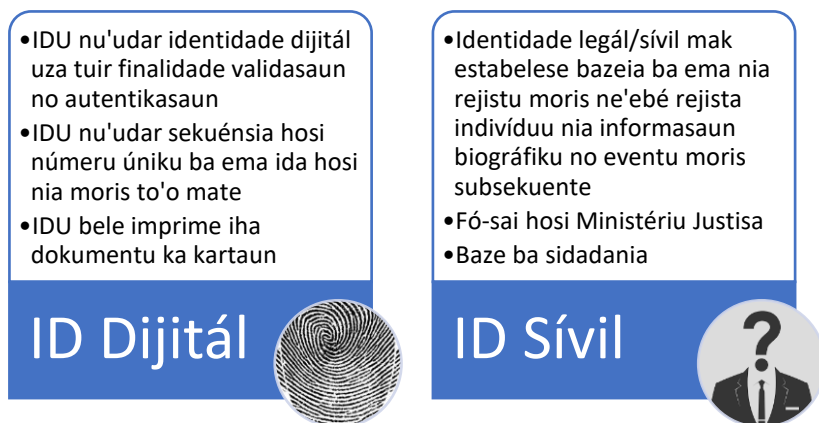 •IDU nu'udar identidade dijitál
uza tuir finalidade validasaun
no autentikasaun
•IDU nu'udar sekuénsia hosi
númeru úniku ba ema ida hosi
nia moris to'o mate
•IDU bele imprime iha
dokumentu ka kartaun
ID Dijitál
•Identidade legál/sívil mak
estabelese bazeia ba ema nia
rejistu moris ne'ebé rejista
indivíduu nia informasaun
biográfiku no eventu moris
subsekuente
•Fó-sai hosi Ministériu Justisa
•Baze ba sidadania
ID Sívil
?